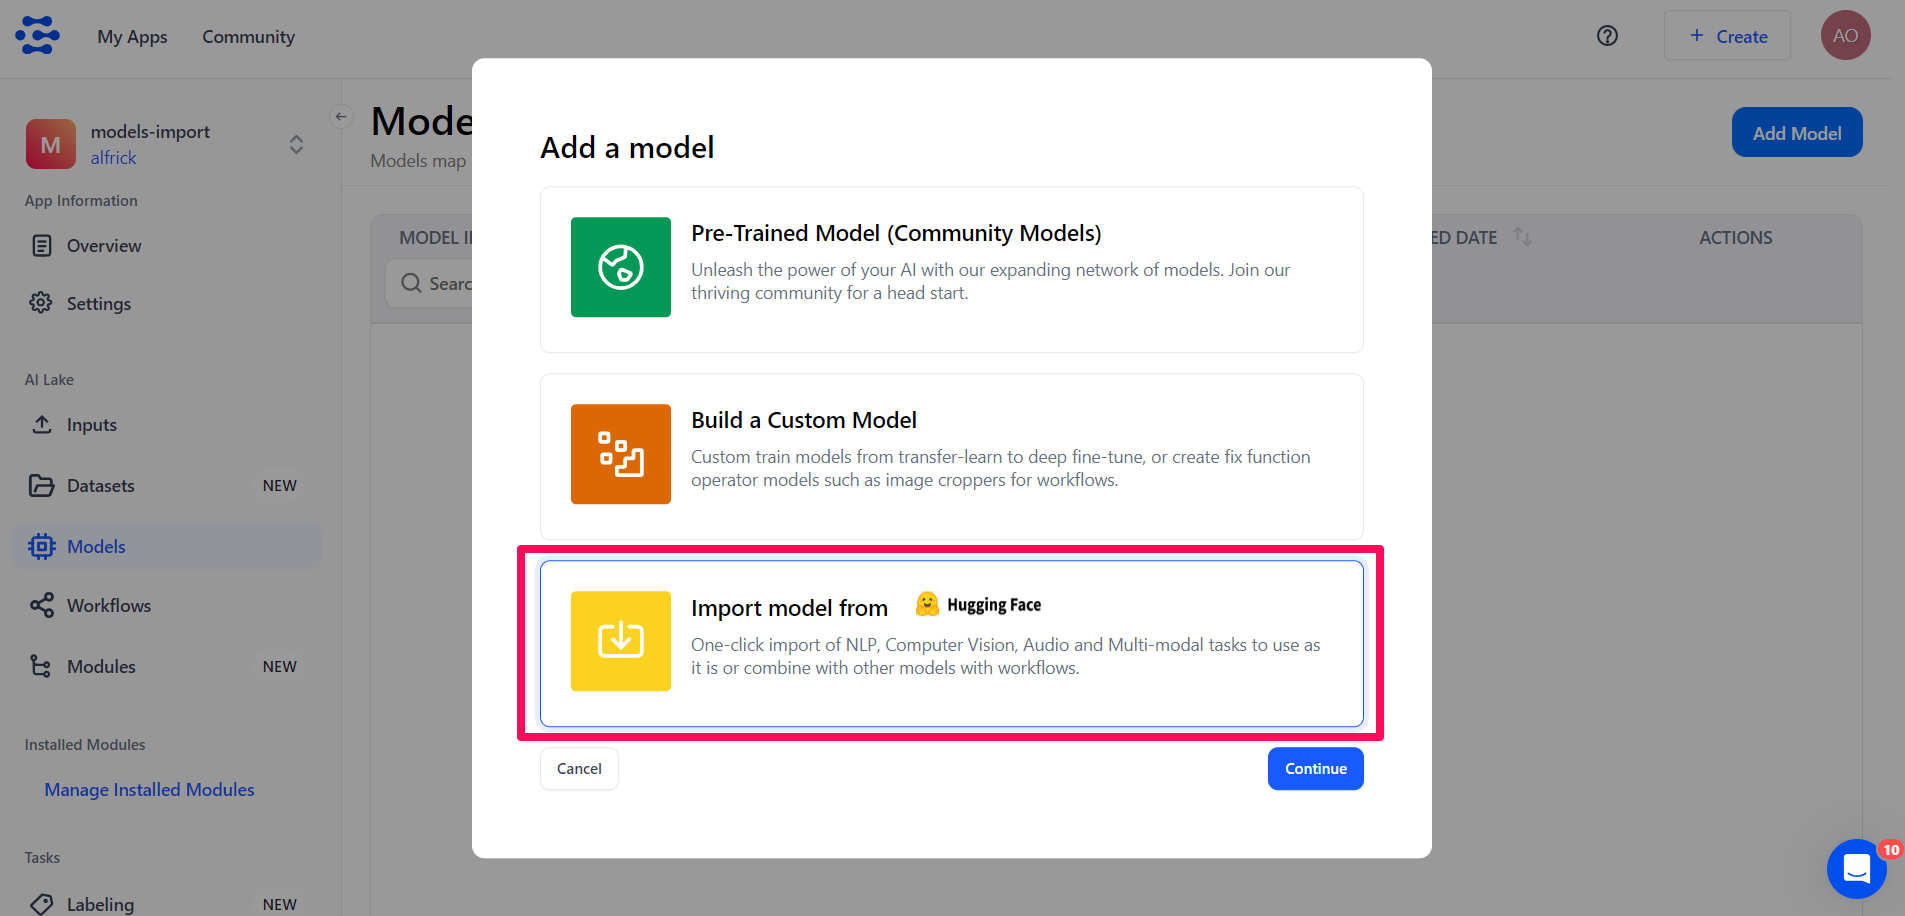 My Apps
Community
Create
AO
M
models-import
alfrick
App Information
Overview
Settings
AI Lake
Inputs
Datasets NEW
Models
Workflows
Modules NEW
Installed Modules
Manage Installed Modules
Tasks
Labeling NEW
Models map
Add Model
MODEL
ACTIONS
Add a model
Pre-Trained Model (Community Models)
Unleash the power of your AI with our expanding network of models. Join our
thriving community for a head start.
Build a Custom Model
Custom train models from transfer-learn to deep fine-tune, or create fix function
operator models such as image croppers for workflows.
Import model from Hugging Face
One-click import of NLP, Computer Vision, Audio and Multi-modal tasks to use as
it is or combine with other models with workflows.
Cancel
Continue
10